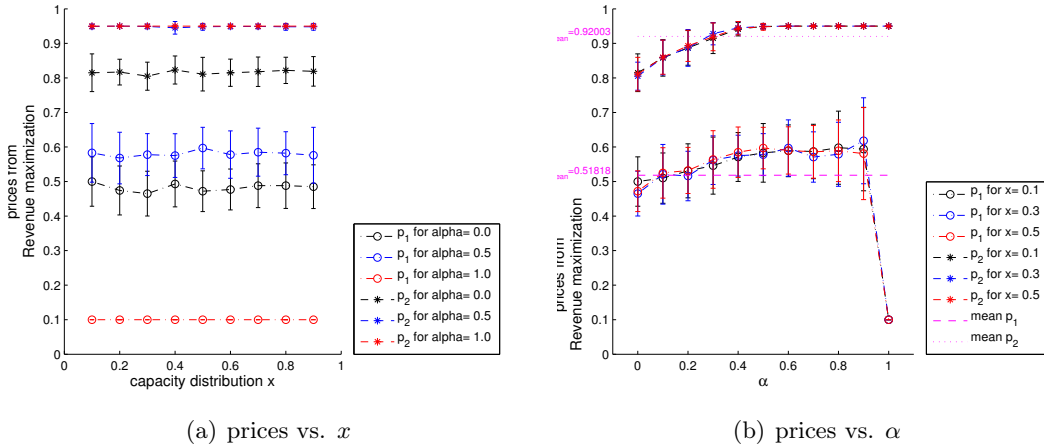 prices from
Revenue maximization
1
0.9
0.8
0.7
0.6
0.5
0.4
0.3
0.2
0.1
0
0 0.2 0.4 0.6 0.8 1
capacity distribution x
p1 for alpha= 0.0
p1 for alpha= 0.5
p1 for alpha= 1.0
p2 for alpha= 0.0
p2 for alpha= 0.5
p2 for alpha= 1.0
(a) prices vs. x
prices from
Revenue maximization
1
0.9
0.8
0.7
0.6
0.5
0.4
0.3
0.2
0.1
0
=0.92003
=0.51818
0 0.2 0.4 0.6 0.8 1
α
p1 for x= 0.1
p1 for x= 0.3
p1 for x= 0.5
p2 for x= 0.1
p2 for x= 0.3
p2 for x= 0.5
mean p1
mean p2
(b) prices vs. α